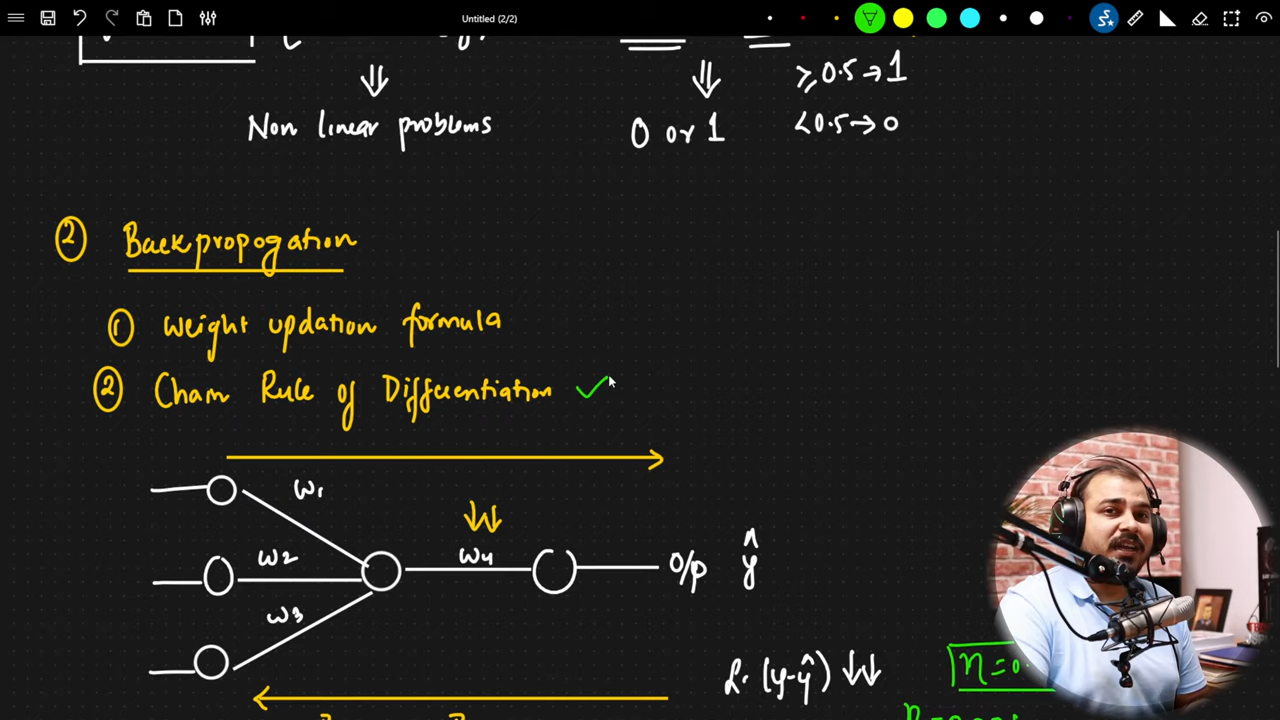 Untitled (2/2)
≥ 0.5 → 1
Non linear problems
0 or 1
< 0.5 → 0
② Backpropogation
① Weight updation formula
② Chain Rule of Differentiation ✓
w1
w2
w4
O/p ŷ
w3
(y-ŷ)
η = 0.